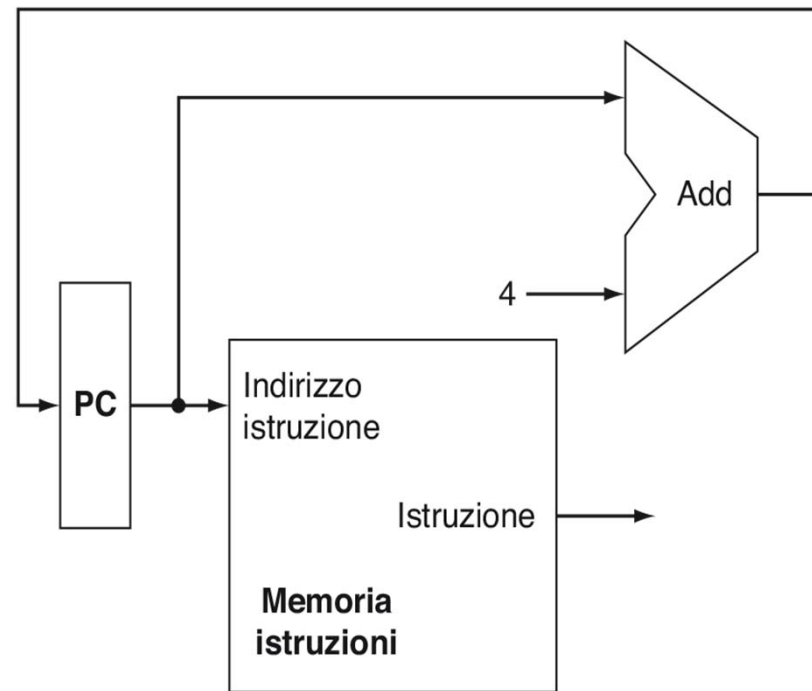 Add
4
PC
Indirizzo
istruzione
Istruzione
Memoria
istruzioni